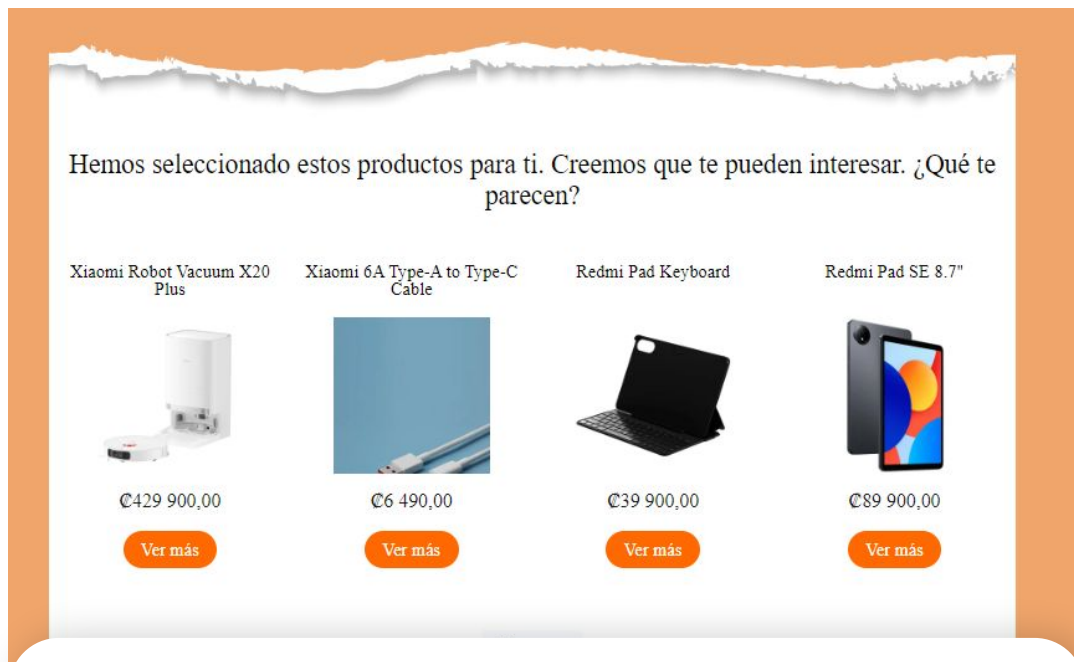 Hemos seleccionado estos productos para ti. Creemos que te pueden interesar. ¿Qué te
parecen?
Xiaomi Robot Vacuum X20
Plus
Xiaomi 6A Type-A to Type-C
Cable
Redmi Pad Keyboard
Redmi Pad SE 8.7"
₡429 900,00
₡6 490,00
₡39 900,00
₡89 900,00
Ver más
Ver más
Ver más
Ver más